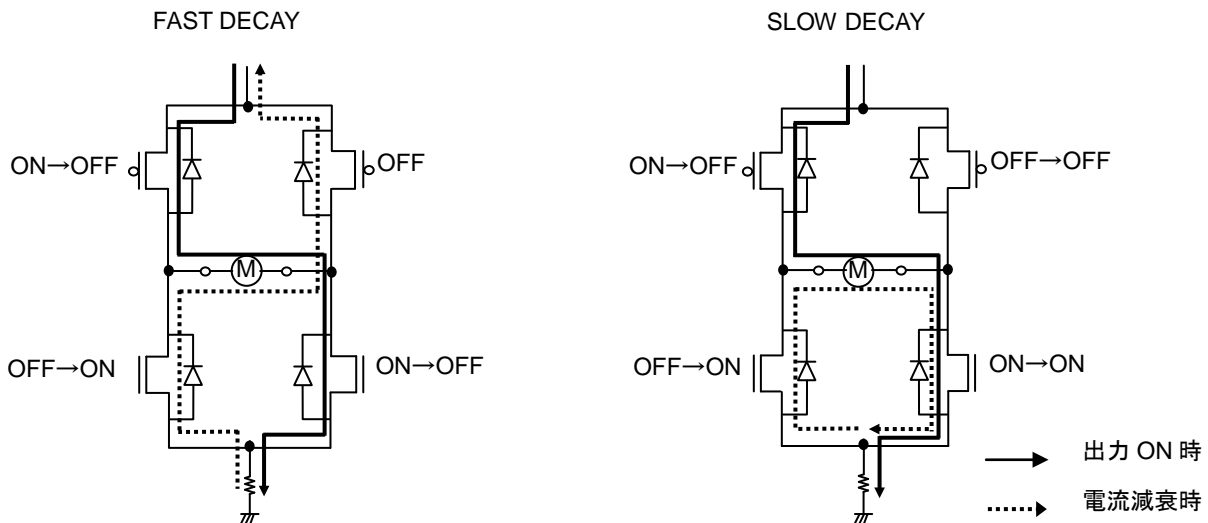 FAST DECAY
ON→OFF
OFF
M
OFF→ON
ON→OFF
SLOW DECAY
ON→OFF
OFF→OFF
M
OFF→ON
ON→ON
出力 ON 時
電流減衰時